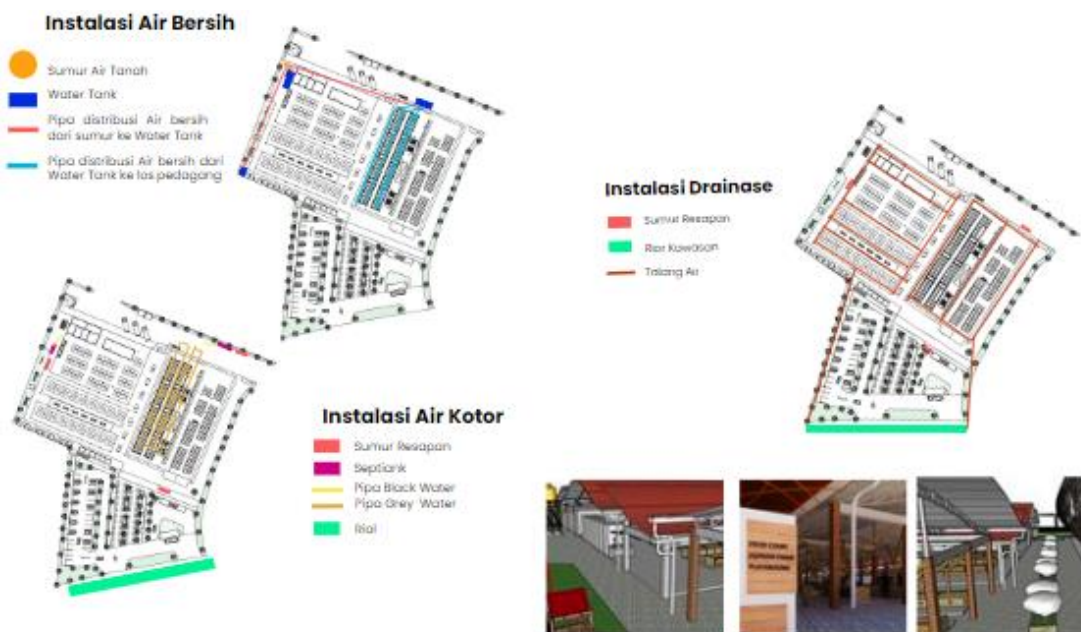 Instalasi Air Bersih
Sumur Air Tanah
Water Tank
Pipa distribusi Air bersih
dari sumur ke Water Tank
Pipa distribusi Air bersih dari
Water Tank ke los pedagang
Instalasi Drainase
Sumur Resapan
Riar Kawasan
Talang Air
Instalasi Air Kotor
Sumur Resapan
Septiank
Pipa Black Water
Pipa Grey Water
Riol